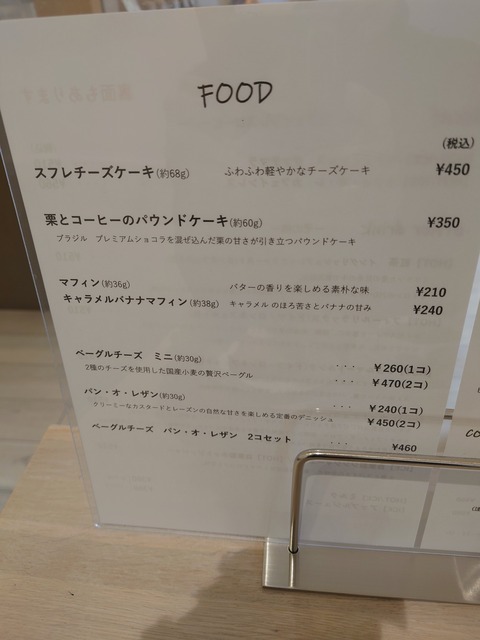 FOOD
(税込)
スフレチーズケーキ(約68g) ふわふわ軽やかなチーズケーキ ¥450
栗とコーヒーのパウンドケーキ(約60g) ¥350
ブラジル プレミアムショコラを混ぜ込んだ栗の甘さが引き立つパウンドケーキ
マフィン(約36g) バターの香りを楽しめる素朴な味 ¥210
キャラメルバナナマフィン(約38g) キャラメル のほろ苦さとバナナの甘み ¥240
ベーグルチーズ ミニ(約30g) ･･･ ¥260(1コ)
2種のチーズを使用した国産小麦の贅沢ベーグル ･･･ ¥470(2コ)
パン・オ・レザン(約30g) ･･･ ¥240(1コ)
クリーミーなカスタードとレーズンの自然な甘さを楽しめる定番のデニッシュ ¥450(2コ)
ベーグルチーズ パン・オ・レザン 2コセット ･･･ ¥460